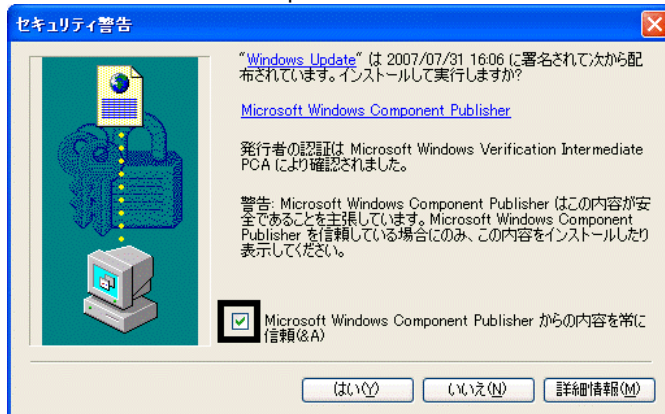 セキュリティ警告
"Windows Update" は 2007/07/31 16:06 に署名されて次から配
布されています。インストールして実行しますか?
Microsoft Windows Component Publisher
発行者の認証は Microsoft Windows Verification Intermediate
PCA により確認されました。
警告: Microsoft Windows Component Publisher はこの内容が安
全であることを主張しています。Microsoft Windows Component
Publisher を信頼している場合にのみ、この内容をインストールしたり
表示してください。
Microsoft Windows Component Publisher からの内容を常に
信頼(&A)
はい(Y) いいえ(N) 詳細情報(M)